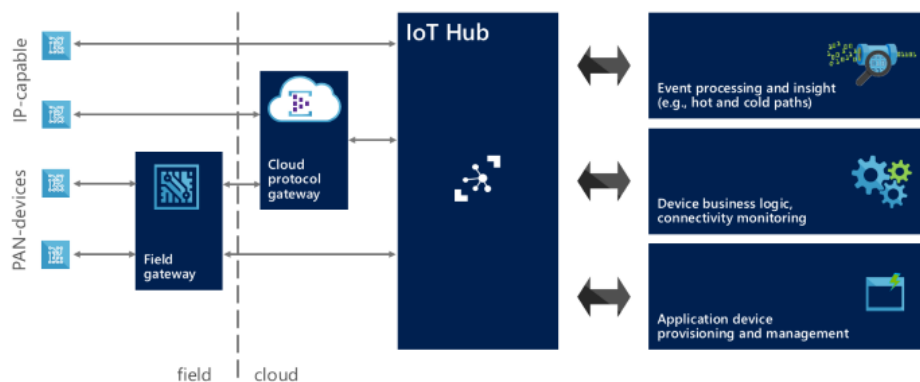 IP-capable
PAN-devices
Field
gateway
Cloud
protocol
gateway
IoT Hub
Event processing and insight
(e.g., hot and cold paths)
Device business logic,
connectivity monitoring
Application device
provisioning and management
field
cloud